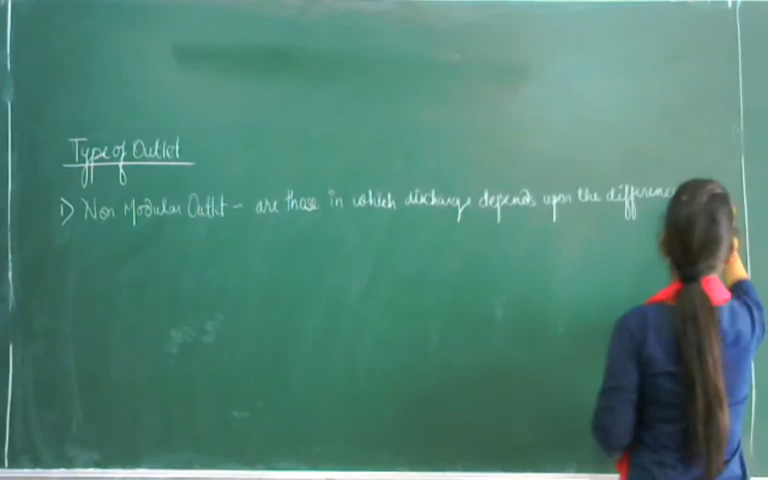 Type of Outlet
1) Non Modular Outlet - are those in which discharge depends upon the difference